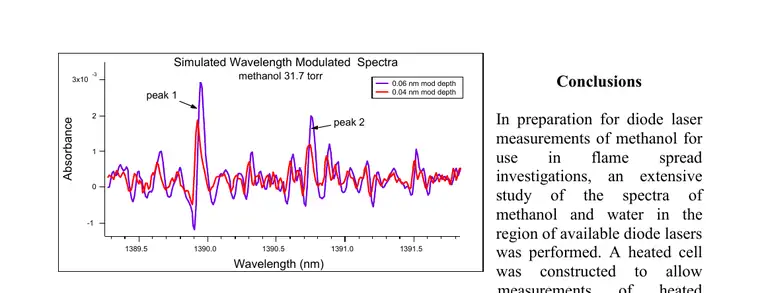 Simulated Wavelength Modulated Spectra
methanol 31.7 torr
0.06 nm mod depth
0.04 nm mod depth
peak 1
peak 2
Absorbance
3x10
-3
2
1
0
-1
1389.5
1390.0
1390.5
1391.0
1391.5
Wavelength (nm)
Conclusions
In preparation for diode laser
measurements of methanol for
use in flame spread
investigations, an extensive
study of the spectra of
methanol and water in the
region of available diode lasers
was performed. A heated cell
was constructed to allow
measurements of heated